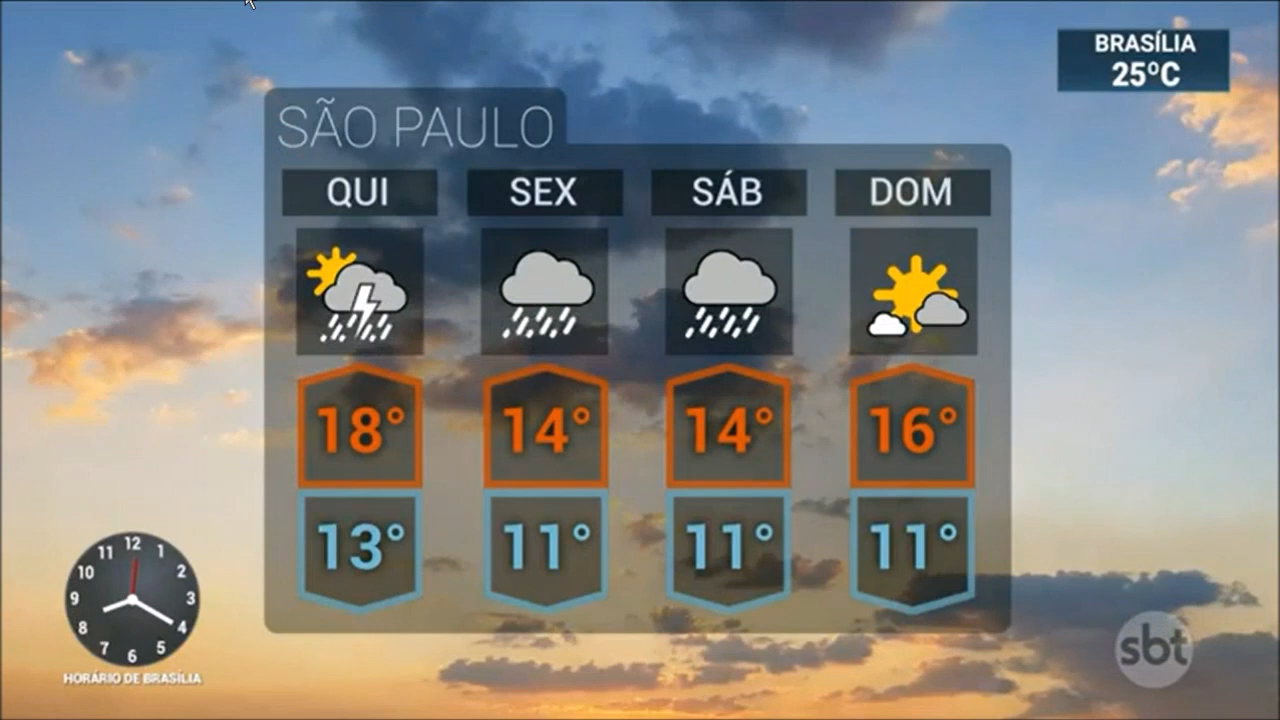 BRASÍLIA
25ºC
SÃO PAULO
QUI SEX SÁB DOM
18° 14° 14° 16°
13° 11° 11° 11°
12
11 1
10 2
9 3
8 4
7 5
6
HORÁRIO DE BRASÍLIA
sbt